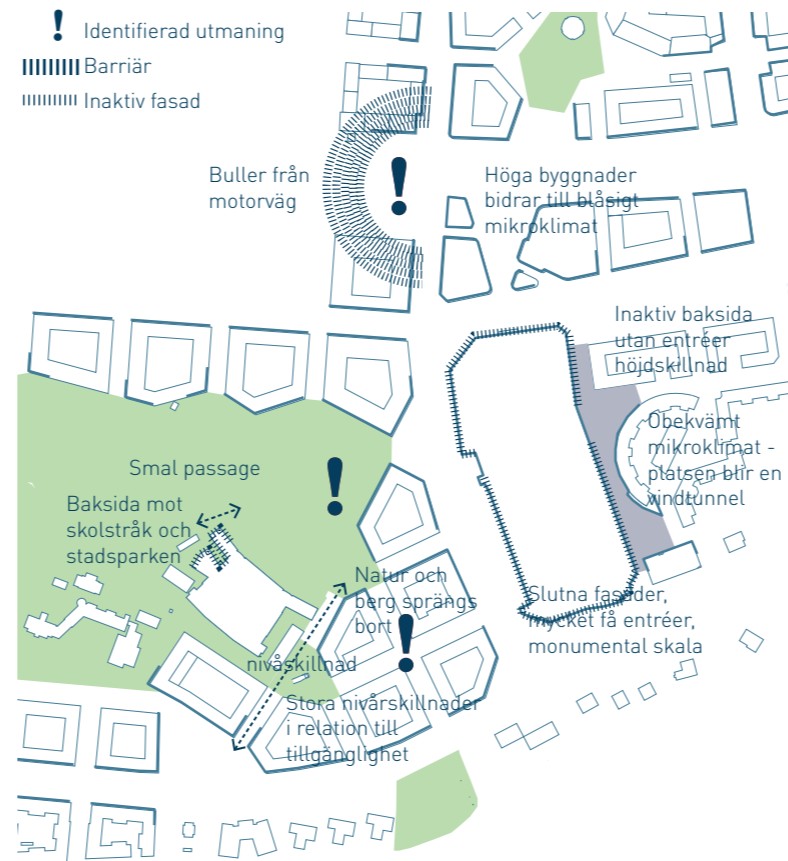 Identifierad utmaning
Barriär
Inaktiv fasad
Buller från
motorväg
Höga byggnader
bidrar till blåsigt
mikroklimat
Inaktiv baksida
utan entréer
höjdskillnad
Obekvämt
mikroklimat -
platsen blir en
vindtunnel
Smal passage
Baksida mot
skolstråk och
stadsparken
Natur och
berg sprängs
bort
Slutna fasader,
mycket få entréer,
monumental skala
nivåskillnad
Stora nivårskillnader
i relation till
tillgänglighet